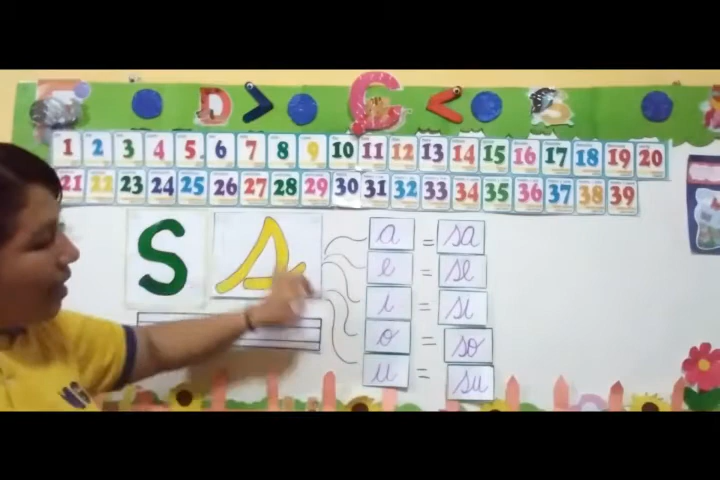 D > C < B
1 2 3 4 5 6 7 8 9 10 11 12 13 14 15 16 17 18 19 20
21 22 23 24 25 26 27 28 29 30 31 32 33 34 35 36 37 38 39
S s
a = sa
e = se
i = si
o = so
u = su